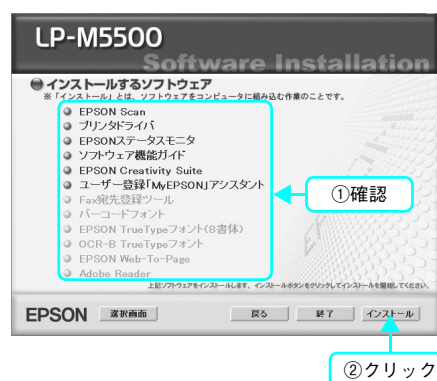 LP-M5500
Software Installation
インストールするソフトウェア
※「インストール」とは、ソフトウェアをコンピュータに組み込む作業のことです。
EPSON Scan
プリンタドライバ
EPSONステータスモニタ
ソフトウェア機能ガイド
EPSON Creativity Suite
ユーザー登録「MyEPSON」アシスタント
①確認
Fax宛先登録ツール
バーコードフォント
EPSON TrueTypeフォント(8書体)
OCR-B TrueTypeフォント
EPSON Web-To-Page
Adobe Reader
上記ソフトウェアをインストールします。インストールボタンをクリックしてインストールを開始してください。
EPSON 選択画面 戻る 終了 インストール
②クリック